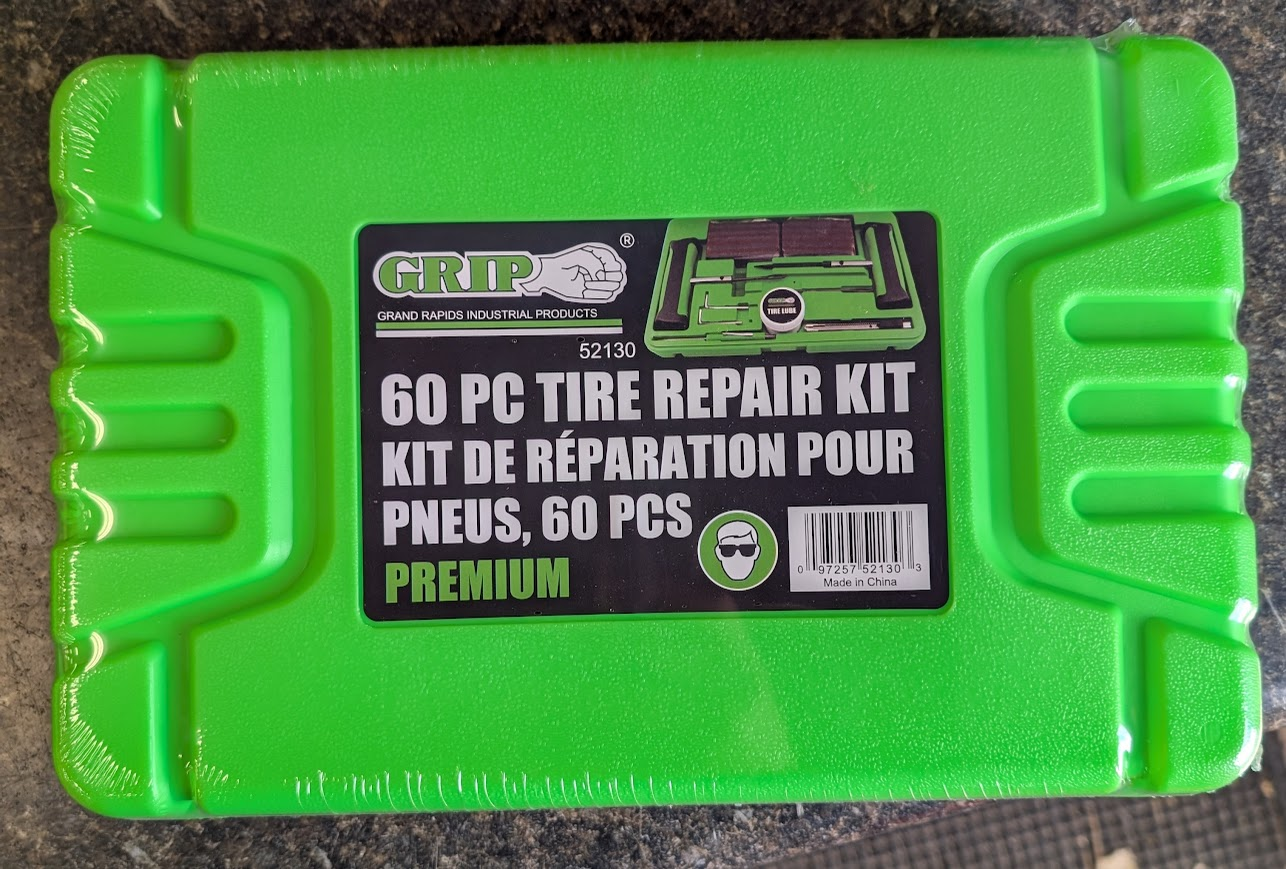 GRIP®
GRAND RAPIDS INDUSTRIAL PRODUCTS
52130
TIRE LUBE
60 PC TIRE REPAIR KIT
KIT DE RÉPARATION POUR
PNEUS, 60 PCS
PREMIUM
0 97257 52130 3
Made in China